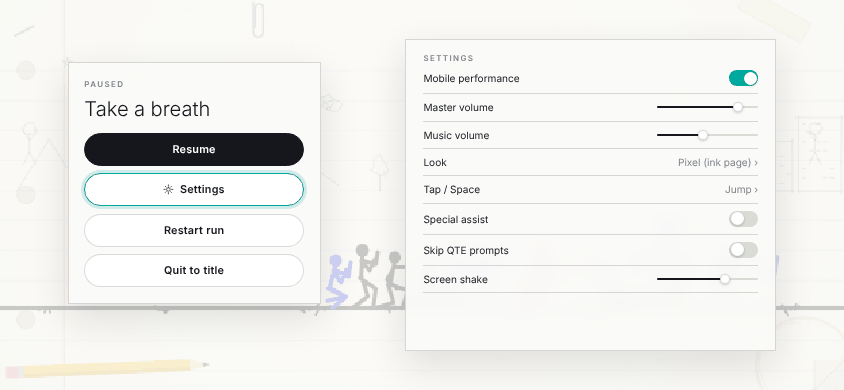 PAUSED
Take a breath
Resume
Settings
Restart run
Quit to title
SETTINGS
Mobile performance
Master volume
Music volume
Look Pixel (ink page) ›
Tap / Space Jump ›
Special assist
Skip QTE prompts
Screen shake